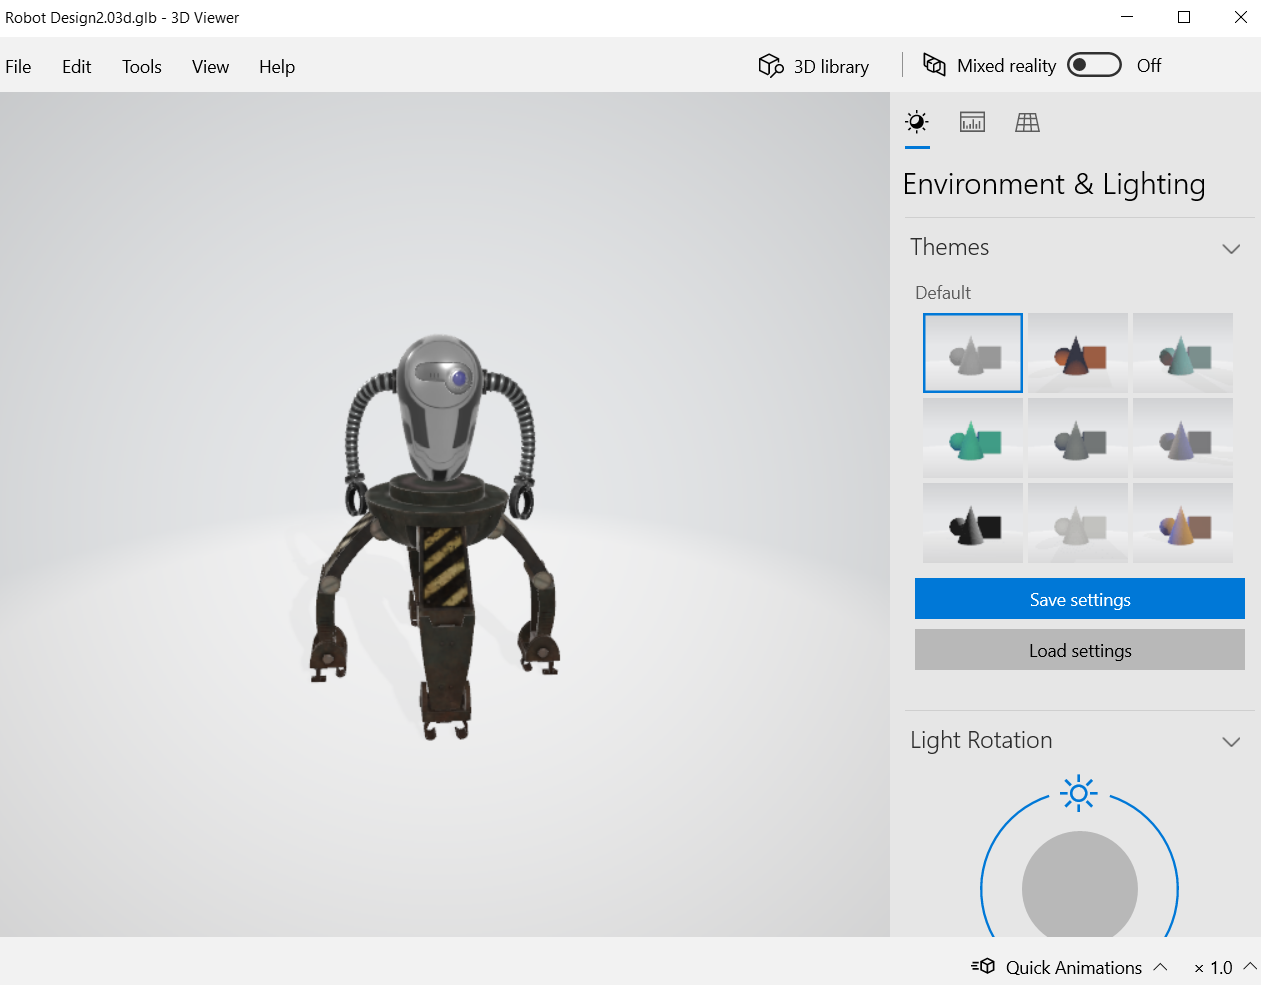 Robot Design2.03d.glb - 3D Viewer
File Edit Tools View Help 3D library Mixed reality Off
Environment & Lighting
Themes
Default
Save settings
Load settings
Light Rotation
Quick Animations × 1.0